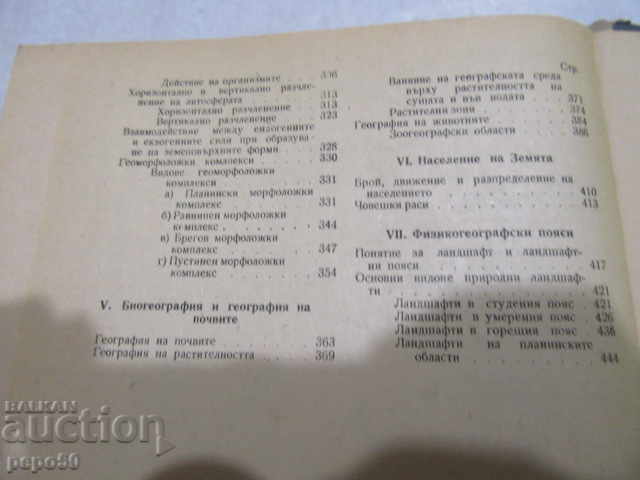 Действие на организмите . . . 306
Хоризонтално и вертикално разчле-
нение на литосферата . . . 313
Хоризонтално разчленение . . . 313
Вертикално разчленение . . . 323
Взаимодействие между ендогенните
и екзогенните сили при образува-
не на земеповърхните форми . . 328
Геоморфоложки комплекси . . . 330
Видове геоморфоложки
комплекси . . . . . 331
а) Планински морфоложки
комплекс . . . . . 331
б) Равнинен морфоложки
комплекс . . . . . 344
в) Брегов морфоложки
комплекс . . . . . 347
г) Пустинен морфоложки
комплекс . . . . . 354
V. Биогеография и география на
почвите
География на почвите . . . . 363
География на растителността . . . 369
Стр.
Влияние на географската среда
върху растителността на
сушата и във водата . . . 371
Растителни зони . . . . 374
География на животните . . . . 384
Зоогеографски области . . . 386
VI. Население на Земята
Брой, движение и разпределение на
населението . . . . . 410
Човешки раси . . . . . 413
VII. Физикогеографски пояси
Понятие за ландшафт и ландшафт-
ни пояси . . . . . 417
Основни видове природни ландшаф-
ти . . . . . 421
Ландшафти в студения пояс . 421
Ландшафти в умерения пояс . 426
Ландшафти в горещия пояс . 436
Ландшафти на планинските
области . . . . . 444
BALKAN
auction
pepo50